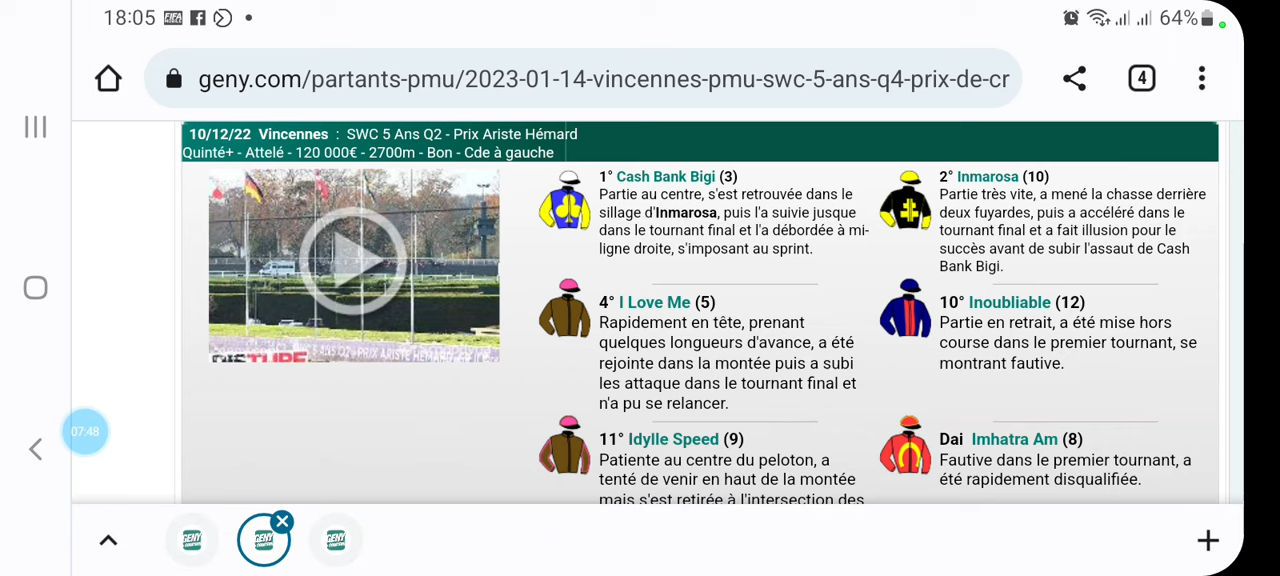 18:05
64%
geny.com/partants-pmu/2023-01-14-vincennes-pmu-swc-5-ans-q4-prix-de-cr
4
10/12/22 Vincennes : SWC 5 Ans Q2 - Prix Ariste Hémard
Quinté+ - Attelé - 120 000€ - 2700m - Bon - Cde à gauche
1° Cash Bank Bigi (3)
Partie au centre, s'est retrouvée dans le
sillage d'Inmarosa, puis l'a suivie jusque
dans le tournant final et l'a débordée à mi-
ligne droite, s'imposant au sprint.
2° Inmarosa (10)
Partie très vite, a mené la chasse derrière
deux fuyardes, puis a accéléré dans le
tournant final et a fait illusion pour le
succès avant de subir l'assaut de Cash
Bank Bigi.
4° I Love Me (5)
Rapidement en tête, prenant
quelques longueurs d'avance, a été
rejointe dans la montée puis a subi
les attaque dans le tournant final et
n'a pu se relancer.
10° Inoubliable (12)
Partie en retrait, a été mise hors
course dans le premier tournant, se
montrant fautive.
11° Idylle Speed (9)
Patiente au centre du peloton, a
tenté de venir en haut de la montée
mais s'est retirée à l'intersection des
Dai Imhatra Am (8)
Fautive dans le premier tournant, a
été rapidement disqualifiée.
07:48